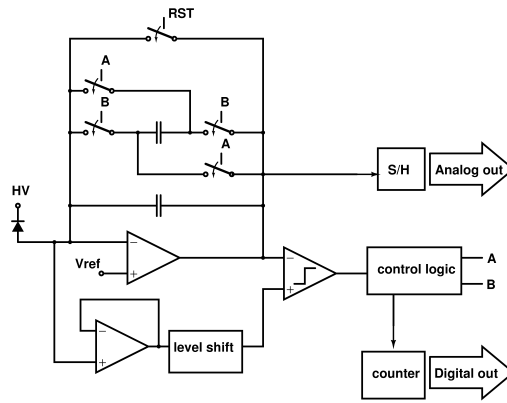 RST
A
B
B
A
S/H
Analog out
HV
−
+
Vref
−
+
control logic
A
B
−
+
level shift
counter
Digital out